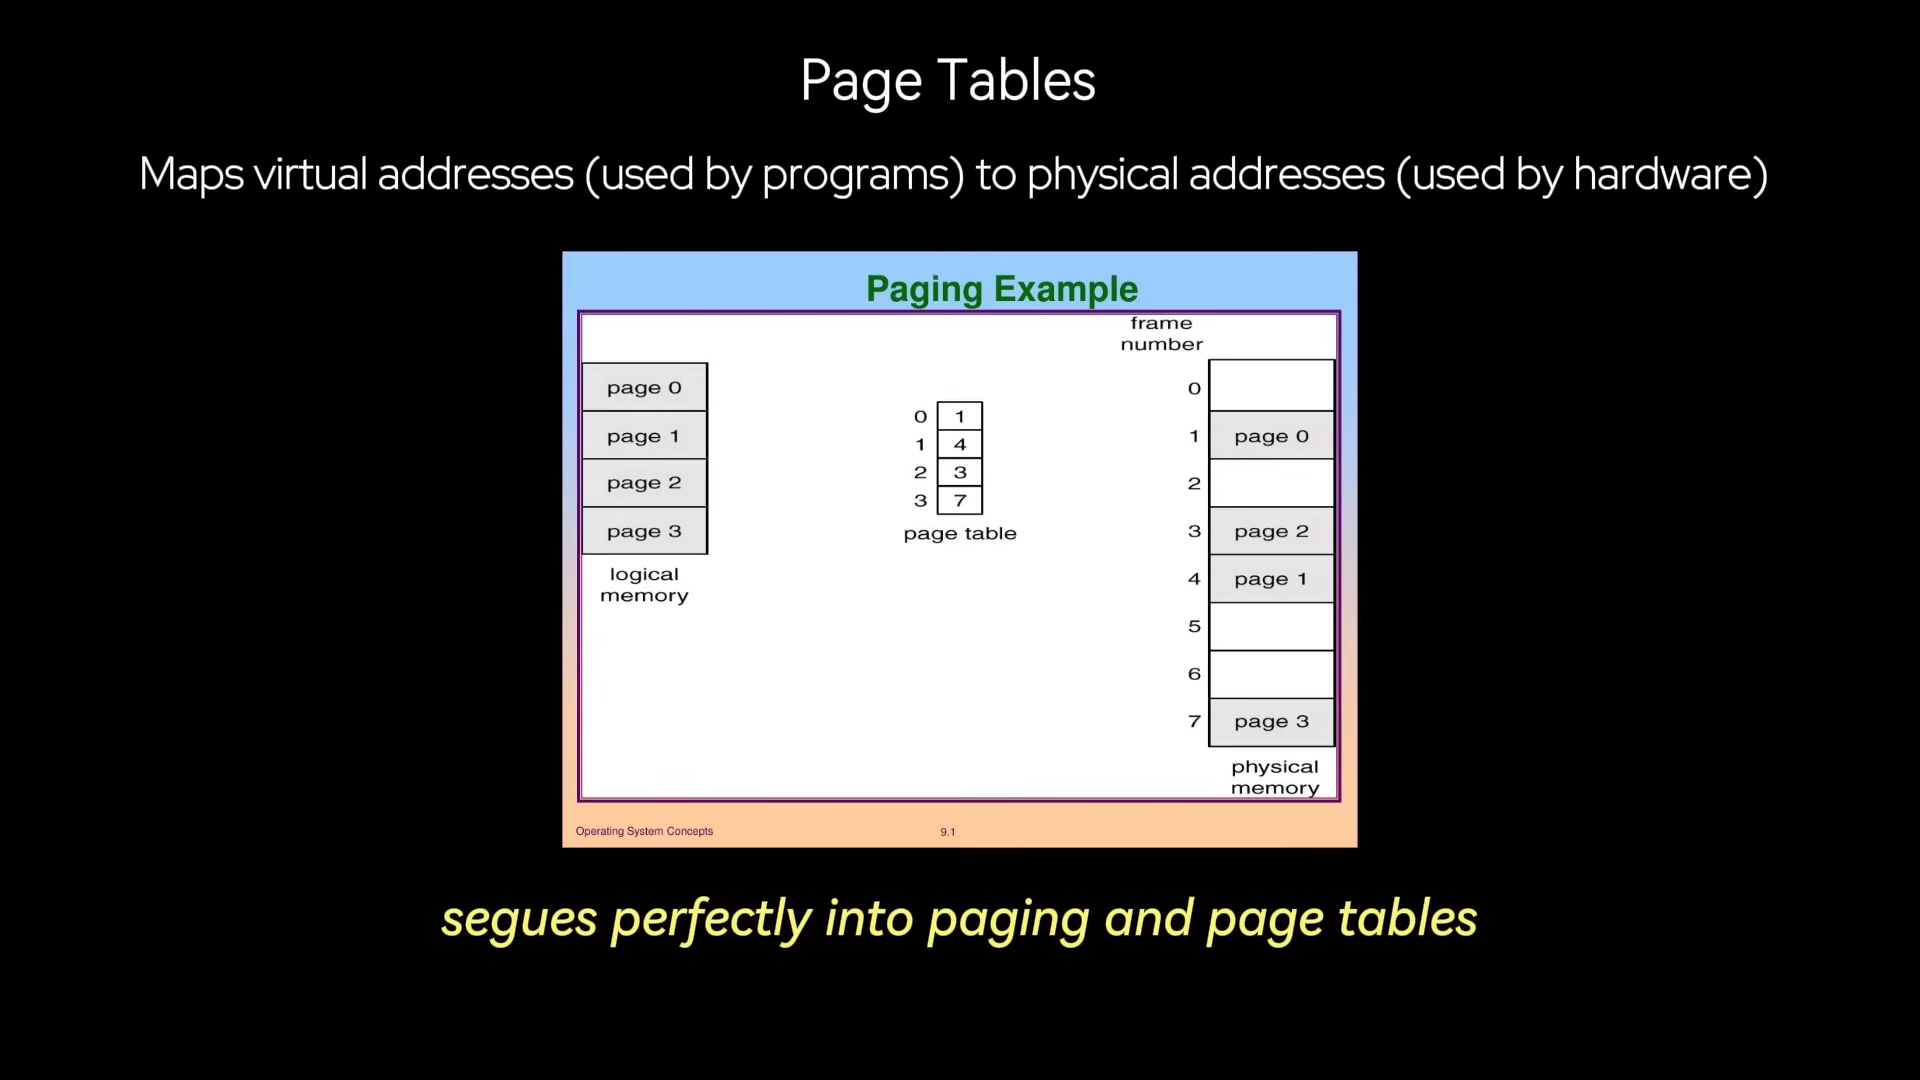 Page Tables
Maps virtual addresses (used by programs) to physical addresses (used by hardware)
Paging Example
page 0
page 1
page 2
page 3
logical
memory
0 1
1 4
2 3
3 7
page table
frame
number
0
1 page 0
2
3 page 2
4 page 1
5
6
7 page 3
physical
memory
Operating System Concepts
9.1
segues perfectly into paging and page tables